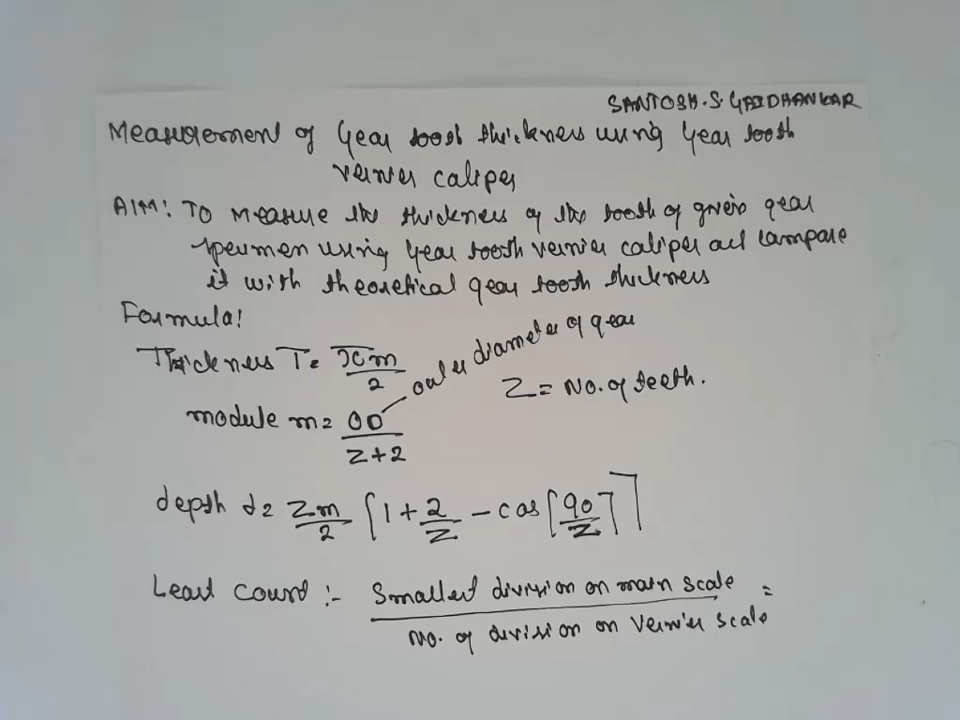 SANTOSH.S.GAIDHANKAR
Measurement of Gear tooth thickness using Gear tooth
vernier caliper
AIM: TO Measure the thickness of the tooth of given gear
specimen using Gear tooth vernier caliper and compare
it with theoretical gear tooth thickness
Formula:
Thickness T = πm/2
outer diameter of gear
Z = No. of teeth.
module m = OD/Z+2
depth d = Zm/2 [1+2/Z - cos[90/Z]]
Least count :- Smallest division on main scale =
No. of division on Vernier scale